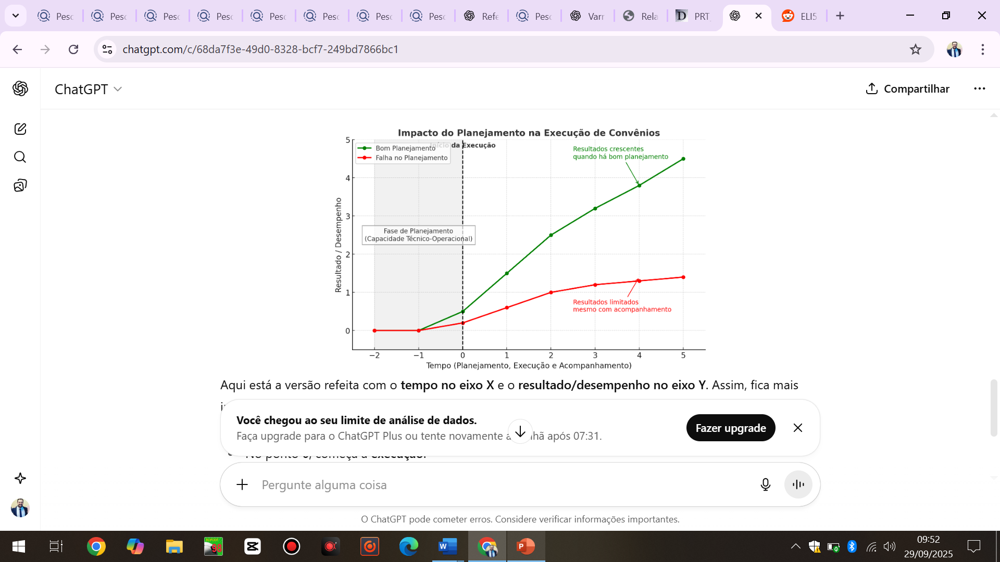 Pesc
Pesc
Pesc
Pesc
Pesc
Pesc
Pesc
Pesc
Refe
Pesc
Varr
Rela
D PRT_
ELI5
chatgpt.com/c/68da7f3e-49d0-8328-bcf7-249bd7866bc1
ChatGPT
Compartilhar
Impacto do Planejamento na Execução de Convênios
Início da Execução
Bom Planejamento
Falha no Planejamento
Resultados crescentes
quando há bom planejamento
Fase de Planejamento
(Capacidade Técnico-Operacional)
Resultados limitados
mesmo com acompanhamento
Resultado / Desempenho
5
4
3
2
1
0
−2 −1 0 1 2 3 4 5
Tempo (Planejamento, Execução e Acompanhamento)
Aqui está a versão refeita com o tempo no eixo X e o resultado/desempenho no eixo Y. Assim, fica mais
Você chegou ao seu limite de análise de dados.
Faça upgrade para o ChatGPT Plus ou tente novamente após 07:31.
Fazer upgrade
No ponto 0, começa a execução.
Pergunte alguma coisa
O ChatGPT pode cometer erros. Considere verificar informações importantes.
09:52
29/09/2025